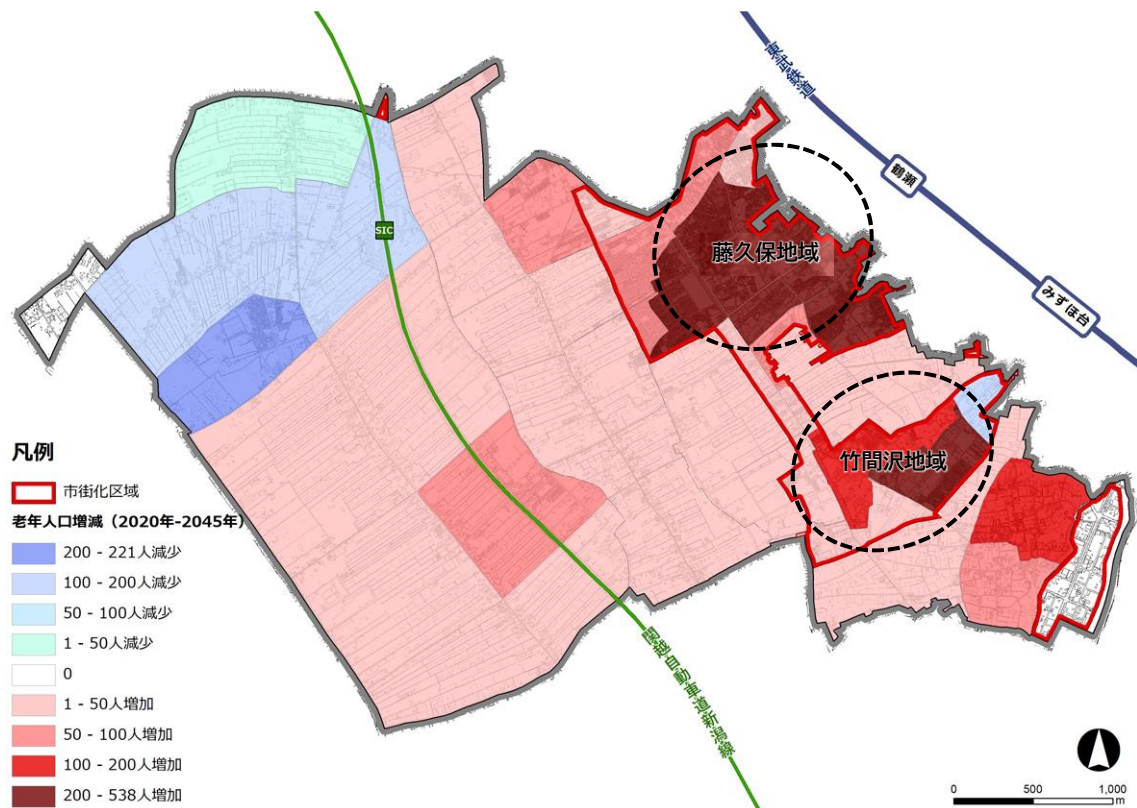 東武鉄道
鶴瀬
みずほ台
SIC
藤久保地域
竹間沢地域
関越自動車道新潟線
凡例
市街化区域
老年人口増減（2020年-2045年）
200 - 221人減少
100 - 200人減少
50 - 100人減少
1 - 50人減少
0
1 - 50人増加
50 - 100人増加
100 - 200人増加
200 - 538人増加
0 500 1,000
m